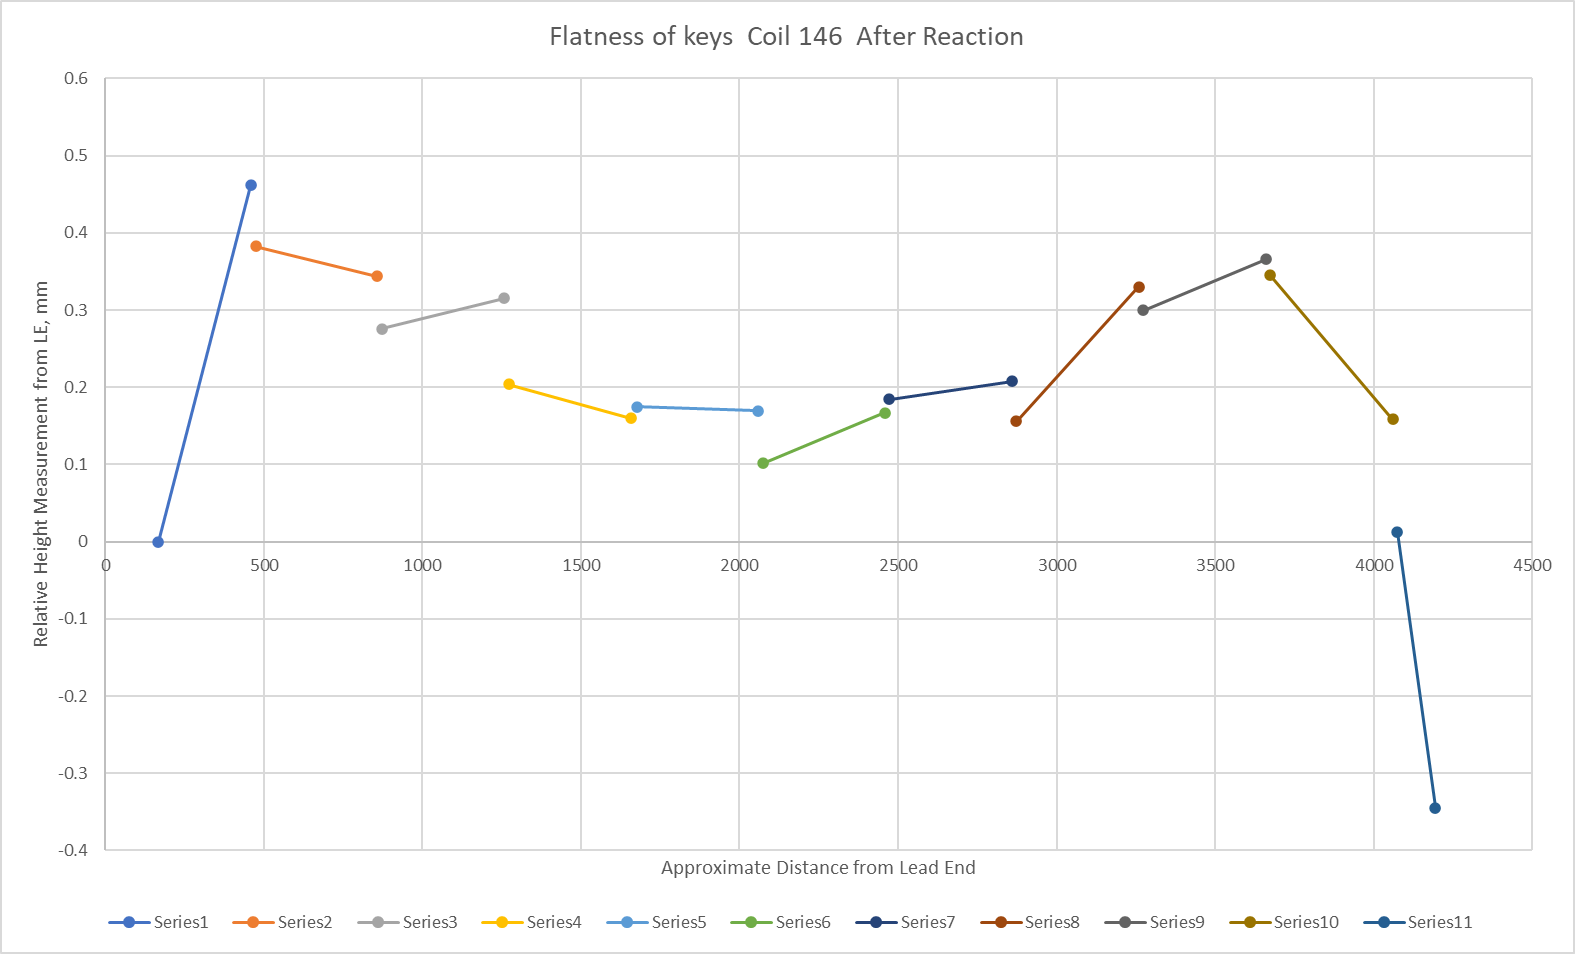 Flatness of keys  Coil 146  After Reaction
Relative Height Measurement from LE, mm
0.6
0.5
0.4
0.3
0.2
0.1
0
-0.1
-0.2
-0.3
-0.4
0 500 1000 1500 2000 2500 3000 3500 4000 4500
Approximate Distance from Lead End
Series1 Series2 Series3 Series4 Series5 Series6 Series7 Series8 Series9 Series10 Series11